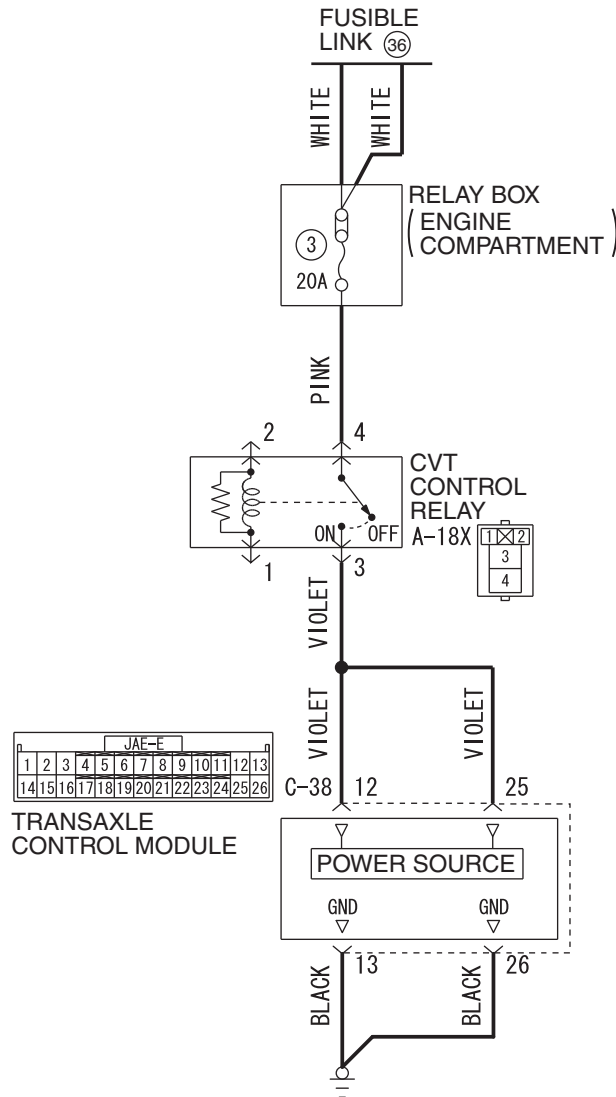 FUSIBLE
LINK 36
WHITE
WHITE
RELAY BOX
(ENGINE
COMPARTMENT)
3
20A
PINK
2
4
CVT
CONTROL
RELAY
ON
OFF
A-18X
1 2
3
4
1
3
VIOLET
VIOLET
VIOLET
JAE-E
1 2 3 4 5 6 7 8 9 10 11 12 13
14 15 16 17 18 19 20 21 22 23 24 25 26
TRANSAXLE
CONTROL MODULE
C-38
12
25
POWER SOURCE
GND
GND
13
26
BLACK
BLACK